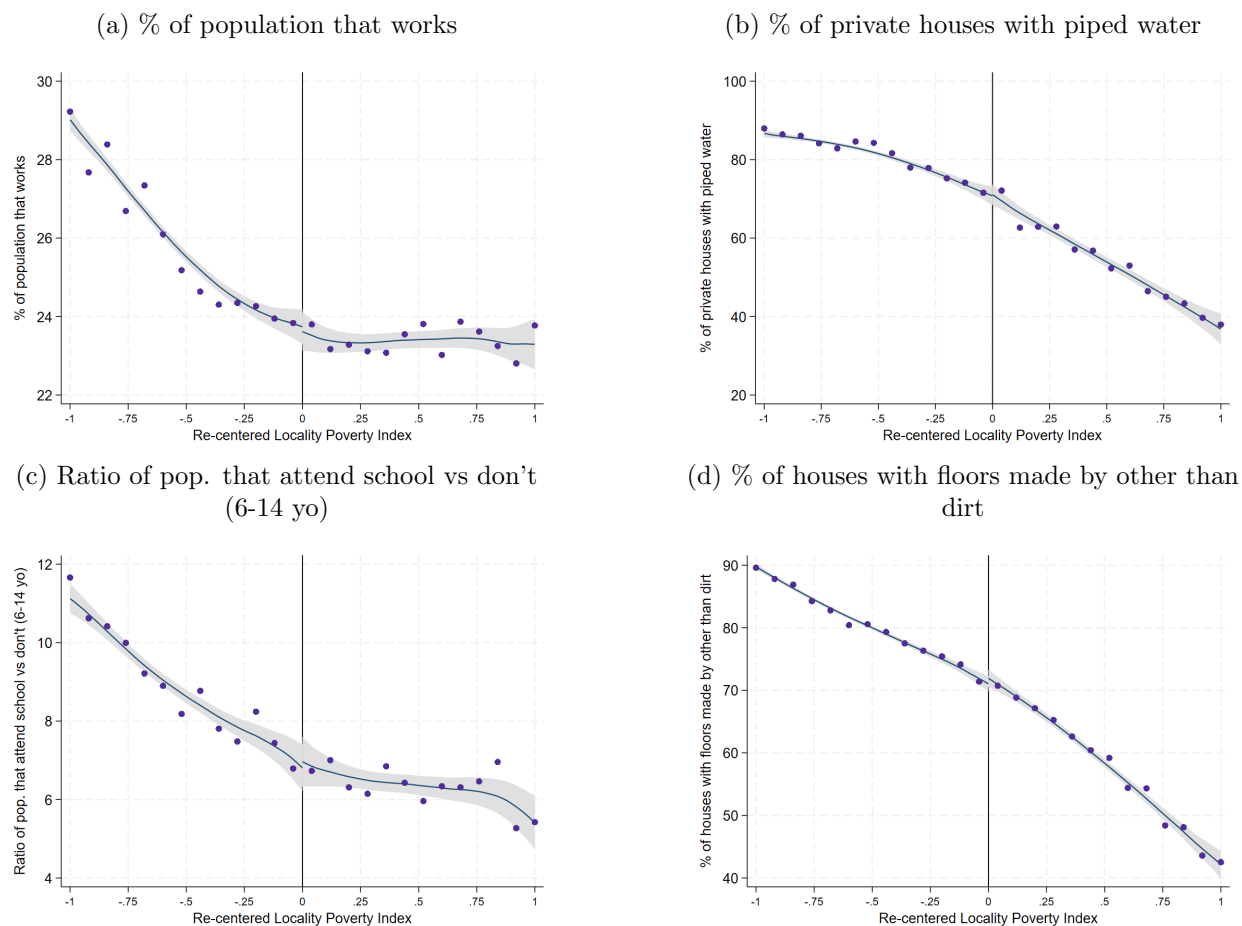 (a) % of population that works
30
28
26
24
22
% of population that works
-1 -.75 -.5 -.25 0 .25 .5 .75 1
Re-centered Locality Poverty Index
(b) % of private houses with piped water
100
80
60
40
20
% of private houses with piped water
-1 -.75 -.5 -.25 0 .25 .5 .75 1
Re-centered Locality Poverty Index
(c) Ratio of pop. that attend school vs don't
(6-14 yo)
12
10
8
6
4
Ratio of pop. that attend school vs don't (6-14 yo)
-1 -.75 -.5 -.25 0 .25 .5 .75 1
Re-centered Locality Poverty Index
(d) % of houses with floors made by other than
dirt
90
80
70
60
50
40
% of houses with floors made by other than dirt
-1 -.75 -.5 -.25 0 .25 .5 .75 1
Re-centered Locality Poverty Index